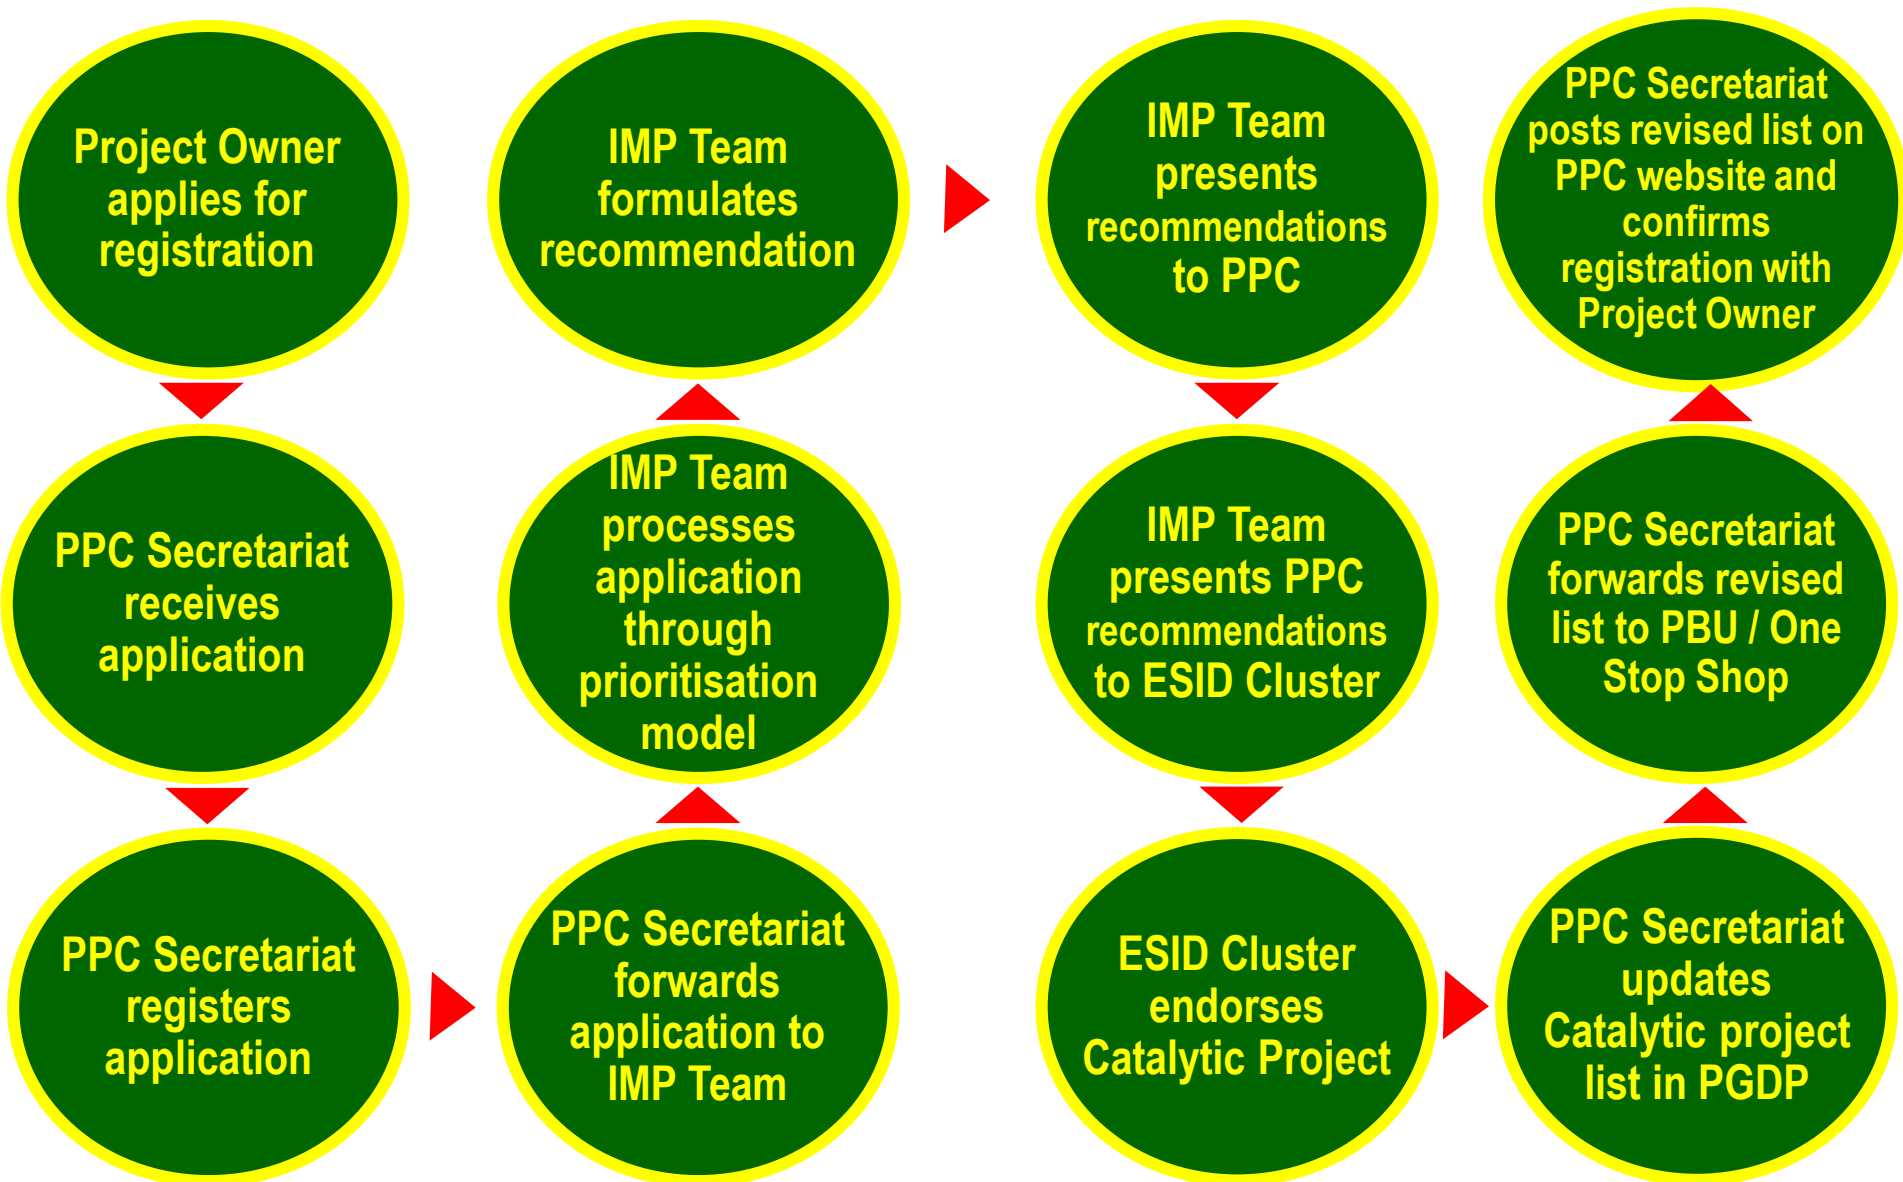 Project Owner
applies for
registration
PPC Secretariat
receives
application
PPC Secretariat
registers
application
PPC Secretariat
forwards
application to
IMP Team
IMP Team
processes
application
through
prioritisation
model
IMP Team
formulates
recommendation
IMP Team
presents
recommendations
to PPC
IMP Team
presents PPC
recommendations
to ESID Cluster
ESID Cluster
endorses
Catalytic Project
PPC Secretariat
updates
Catalytic project
list in PGDP
PPC Secretariat
forwards revised
list to PBU / One
Stop Shop
PPC Secretariat
posts revised list on
PPC website and
confirms
registration with
Project Owner